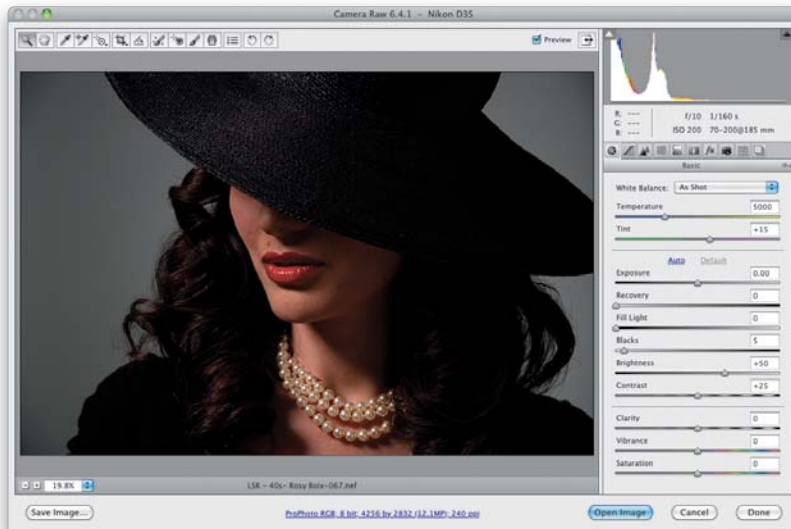 Camera Raw 6.4.1 - Nikon D3S
Preview
R: ---
G: ---
B: ---
f/10 1/160 s
ISO 200 70-200@185 mm
Basic
White Balance: As Shot
Temperature 5000
Tint +15
Auto Default
Exposure 0.00
Recovery 0
Fill Light 0
Blacks 5
Brightness +50
Contrast +25
Clarity 0
Vibrance 0
Saturation 0
19.8%
LSR - 40s- Rosy Boix-067.nef
Save Image...
ProPhoto RGB; 8 bit; 4256 by 2832 (12.1MP); 240 ppi
Open Image
Cancel
Done